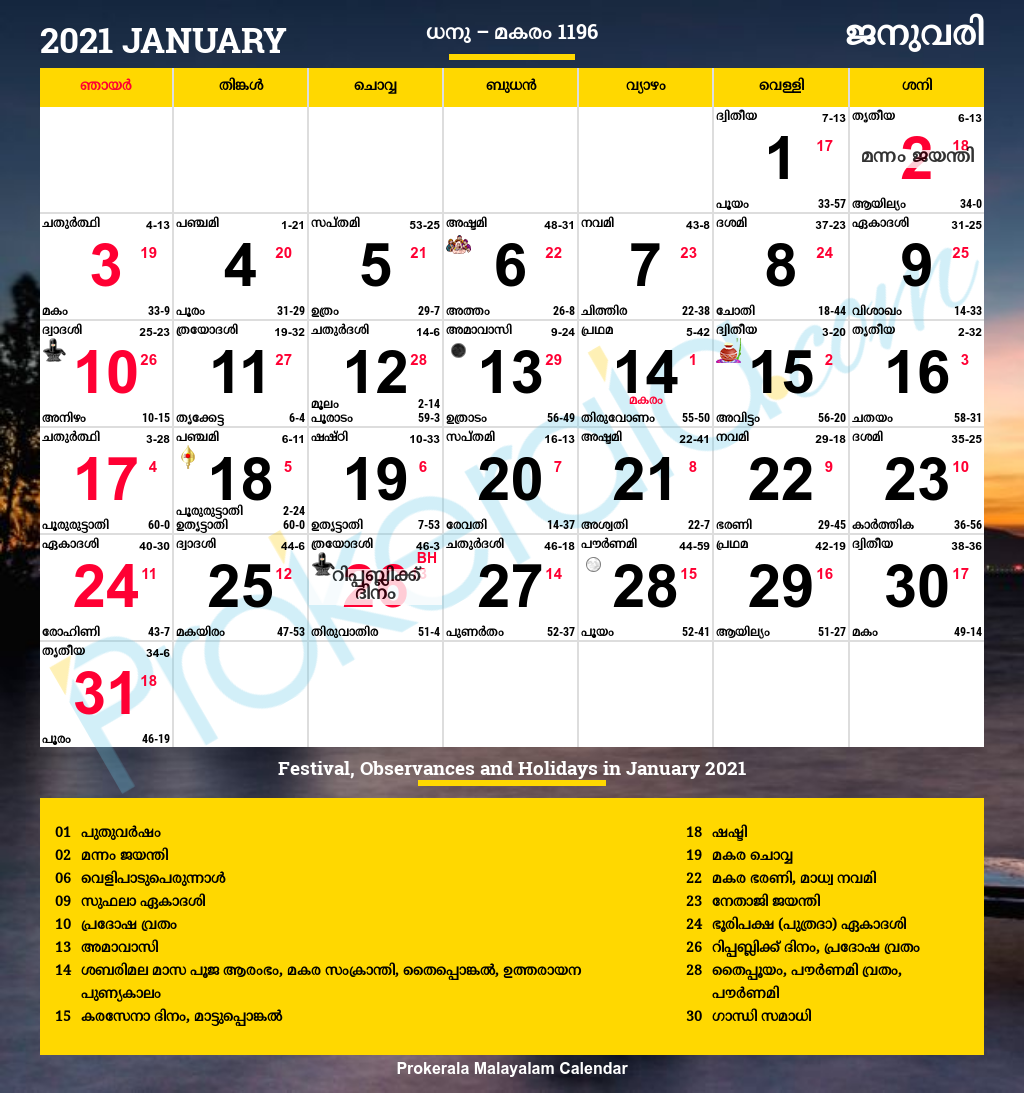 2021 JANUARY
ധനു – മകരം 1196
ജനുവരി
ഞായർ തിങ്കൾ ചൊവ്വ ബുധൻ വ്യാഴം വെള്ളി ശനി
ദ്വിതീയ 7-13 തൃതീയ 6-13
1 17 2 18
മന്നം ജയന്തി
പൂയം 33-57 ആയില്യം 34-0
ചതുർത്ഥി 4-13 പഞ്ചമി 1-21 സപ്തമി 53-25 അഷ്ടമി 48-31 നവമി 43-8 ദശമി 37-23 ഏകാദശി 31-25
3 19 4 20 5 21 6 22 7 23 8 24 9 25
മകം 33-9 പൂരം 31-29 ഉത്രം 29-7 അത്തം 26-8 ചിത്തിര 22-38 ചോതി 18-44 വിശാഖം 14-33
ദ്വാദശി 25-23 ത്രയോദശി 19-32 ചതുർദശി 14-6 അമാവാസി 9-24 പ്രഥമ 5-42 ദ്വിതീയ 3-20 തൃതീയ 2-32
10 26 11 27 12 28 13 29 14 1 15 2 16 3
മൂലം 2-14 മകരം
അനിഴം 10-15 തൃക്കേട്ട 6-4 പൂരാടം 59-3 ഉത്രാടം 56-49 തിരുവോണം 55-50 അവിട്ടം 56-20 ചതയം 58-31
ചതുർത്ഥി 3-28 പഞ്ചമി 6-11 ഷഷ്ഠി 10-33 സപ്തമി 16-13 അഷ്ടമി 22-41 നവമി 29-18 ദശമി 35-25
17 4 18 5 19 6 20 7 21 8 22 9 23 10
പൂരുരുട്ടാതി 2-24
പൂരുരുട്ടാതി 60-0 ഉതൃട്ടാതി 60-0 ഉതൃട്ടാതി 7-53 രേവതി 14-37 അശ്വതി 22-7 ഭരണി 29-45 കാർത്തിക 36-56
ഏകാദശി 40-30 ദ്വാദശി 44-6 ത്രയോദശി 46-3 ചതുർദശി 46-18 പൗർണമി 44-59 പ്രഥമ 42-19 ദ്വിതീയ 38-36
24 11 25 12 26 BH 27 14 28 15 29 16 30 17
റിപ്പബ്ലിക്ക്
ദിനം
രോഹിണി 43-7 മകയിരം 47-53 തിരുവാതിര 51-4 പുണർതം 52-37 പൂയം 52-41 ആയില്യം 51-27 മകം 49-14
തൃതീയ 34-6
31 18
പൂരം 46-19
Prokerala.com
Festival, Observances and Holidays in January 2021
01 പുതുവർഷം
02 മന്നം ജയന്തി
06 വെളിപാടുപെരുന്നാൾ
09 സുഫലാ ഏകാദശി
10 പ്രദോഷ വ്രതം
13 അമാവാസി
14 ശബരിമല മാസ പൂജ ആരംഭം, മകര സംക്രാന്തി, തൈപ്പൊങ്കൽ, ഉത്തരായന
പുണ്യകാലം
15 കരസേനാ ദിനം, മാട്ടുപ്പൊങ്കൽ
18 ഷഷ്ടി
19 മകര ചൊവ്വ
22 മകര ഭരണി, മാധ്വ നവമി
23 നേതാജി ജയന്തി
24 ഭൂരിപക്ഷ (പുത്രദാ) ഏകാദശി
26 റിപ്പബ്ലിക്ക് ദിനം, പ്രദോഷ വ്രതം
28 തൈപ്പൂയം, പൗർണമി വ്രതം,
പൗർണമി
30 ഗാന്ധി സമാധി
Prokerala Malayalam Calendar